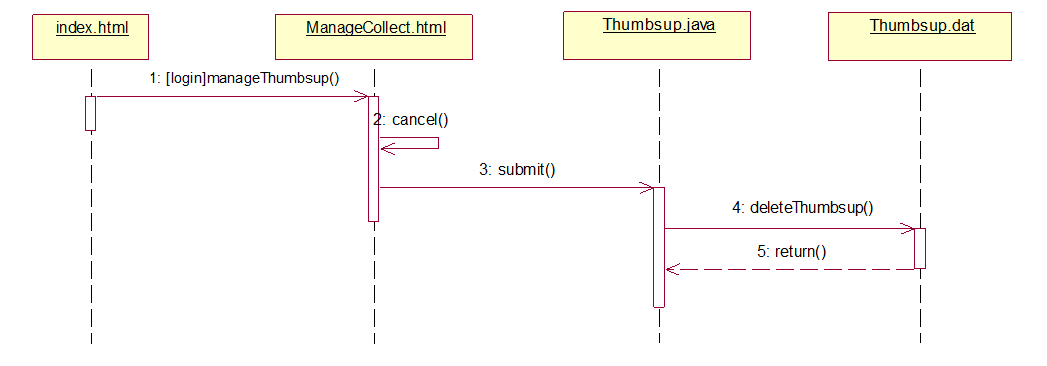 index.html
ManageCollect.html
Thumbsup.java
Thumbsup.dat
1: [login]manageThumbsup()
2: cancel()
3: submit()
4: deleteThumbsup()
5: return()